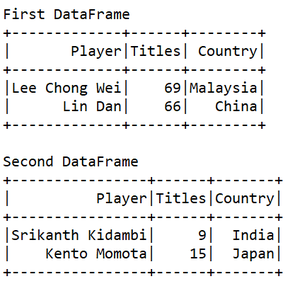 First DataFrame
+-------------+------+--------+
|       Player|Titles| Country|
+-------------+------+--------+
|Lee Chong Wei|    69|Malaysia|
|      Lin Dan|    66|   China|
+-------------+------+--------+
Second DataFrame
+----------------+------+-------+
|          Player|Titles|Country|
+----------------+------+-------+
|Srikanth Kidambi|     9|  India|
|    Kento Momota|    15|  Japan|
+----------------+------+-------+